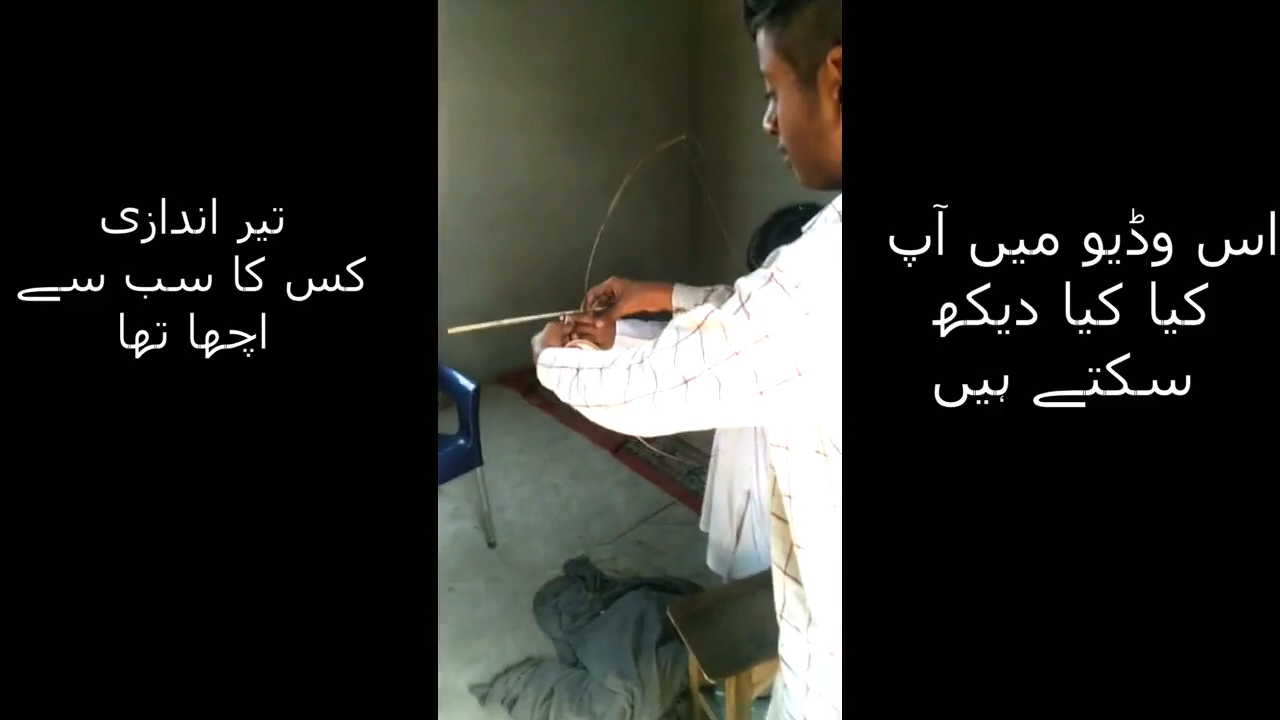 تیر اندازی
کس کا سب سے
اچھا تھا
اس وڈیو میں آپ
کیا کیا دیکھ
سکتے ہیں